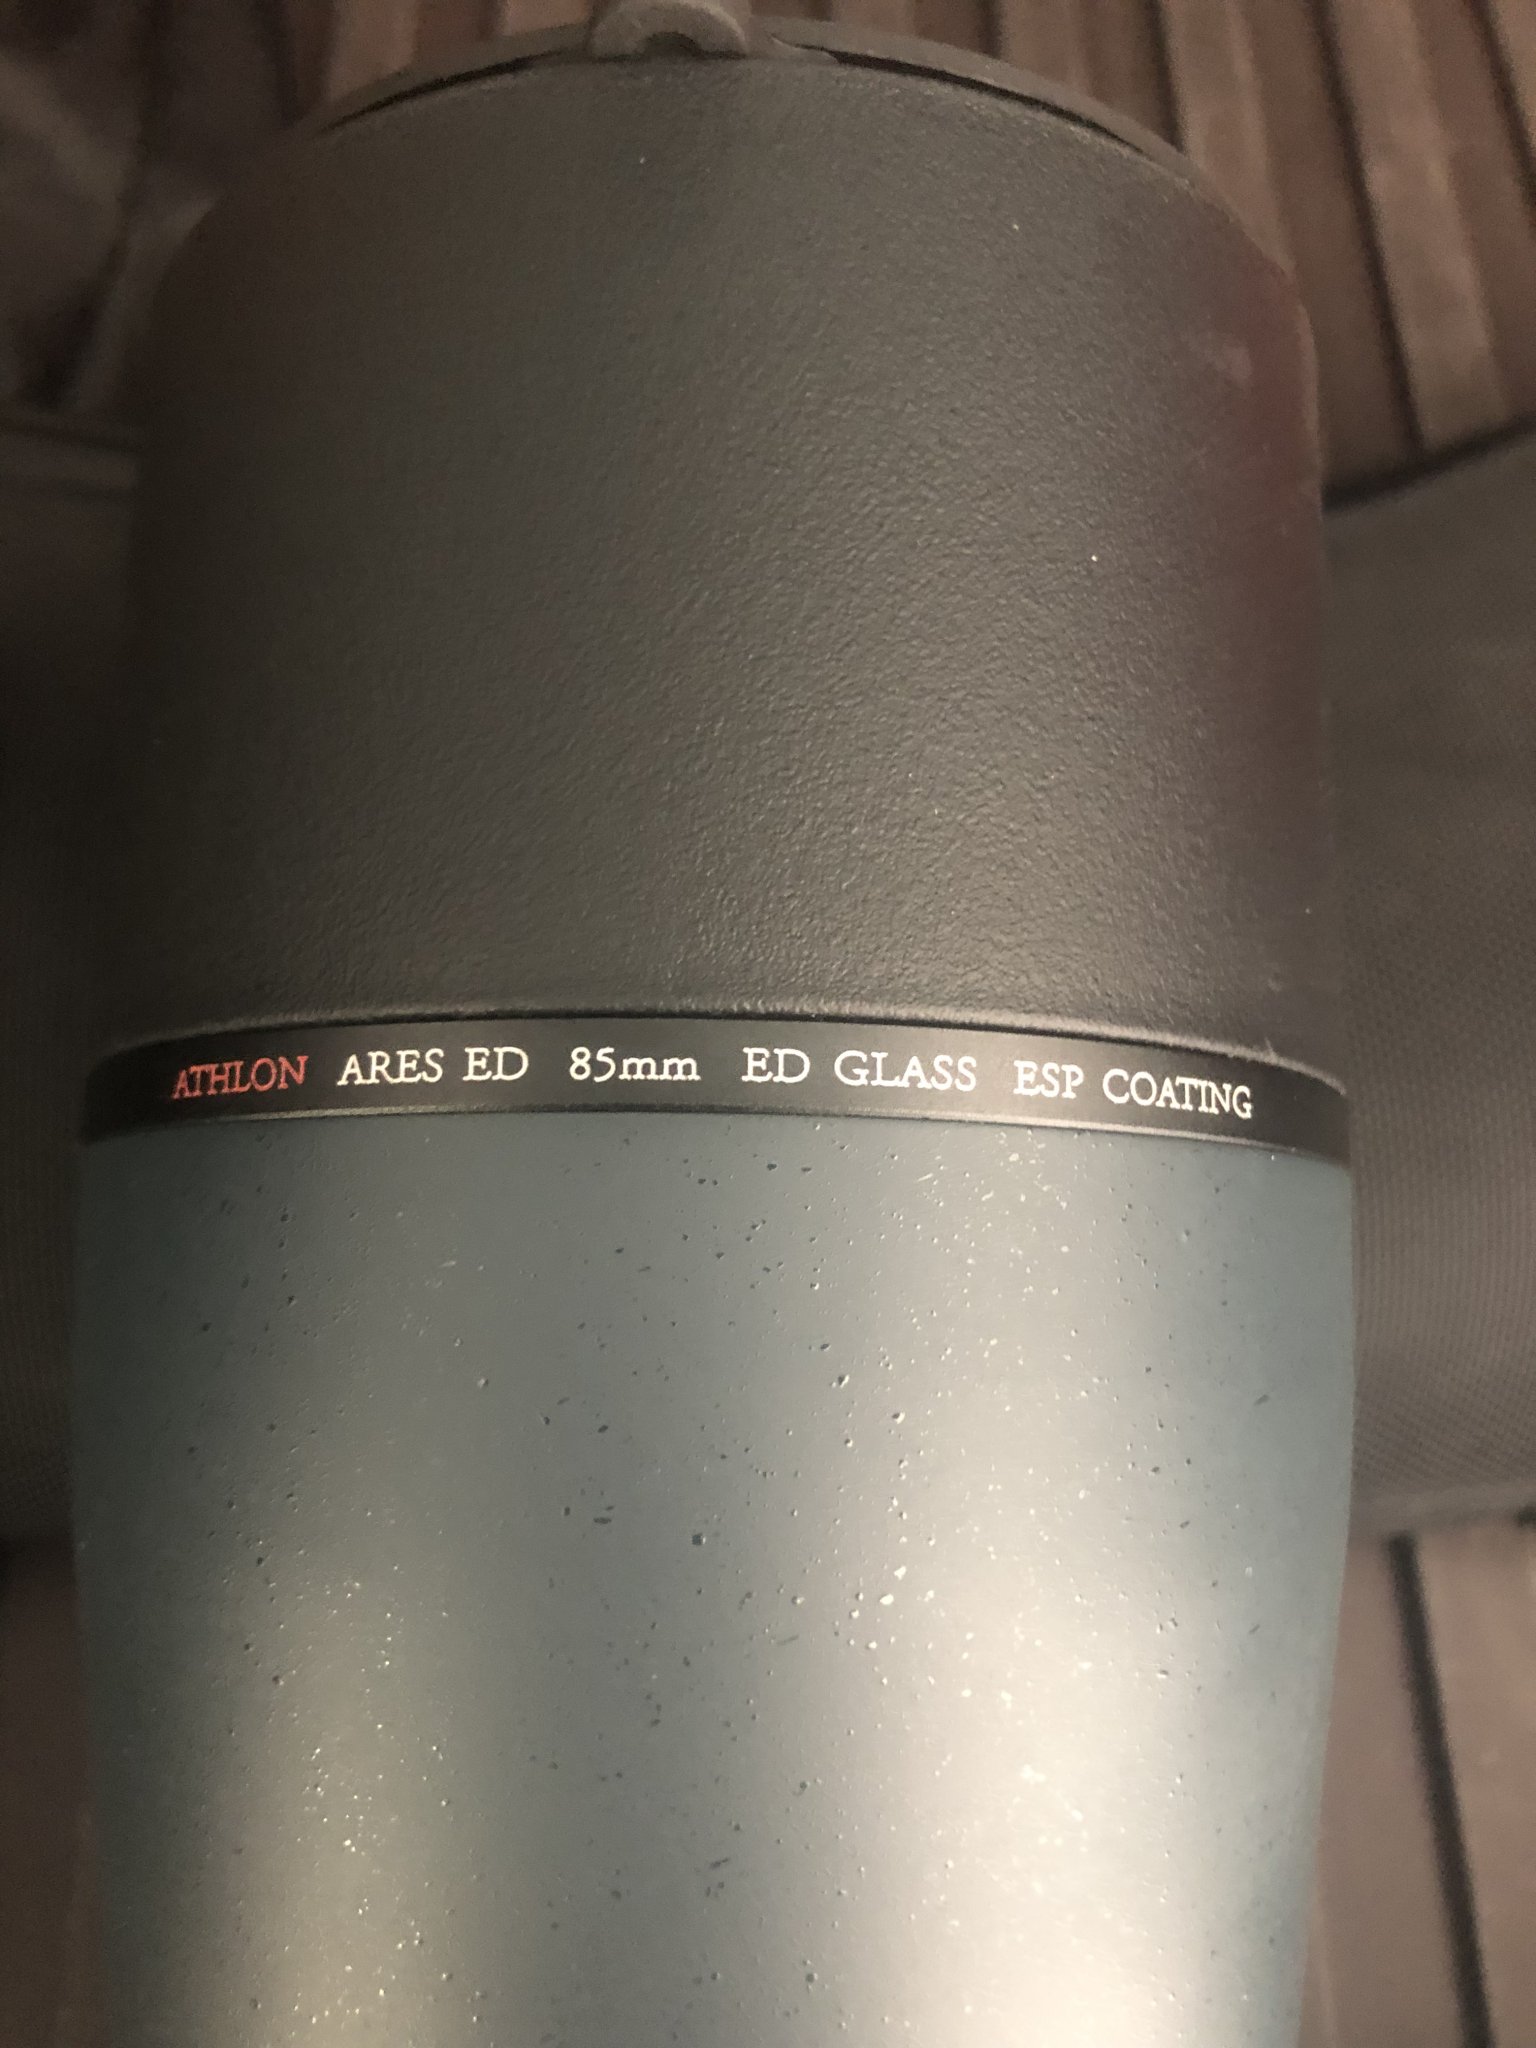 ATHLON ARES ED 85mm ED GLASS ESP COATING